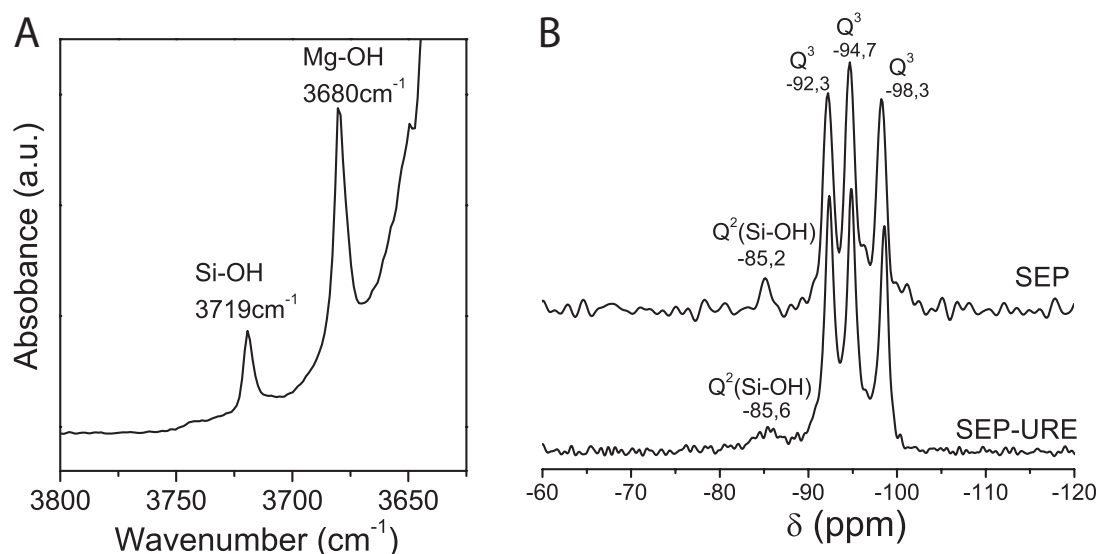 A
Mg-OH
3680cm⁻¹
Si-OH
3719cm⁻¹
Absobance (a.u.)
3800
3750
3700
3650
Wavenumber (cm⁻¹)
B
Q³
-94,7
Q³
-92,3
Q³
-98,3
Q²(Si-OH)
-85,2
SEP
Q²(Si-OH)
-85,6
SEP-URE
-60
-70
-80
-90
-100
-110
-120
δ (ppm)